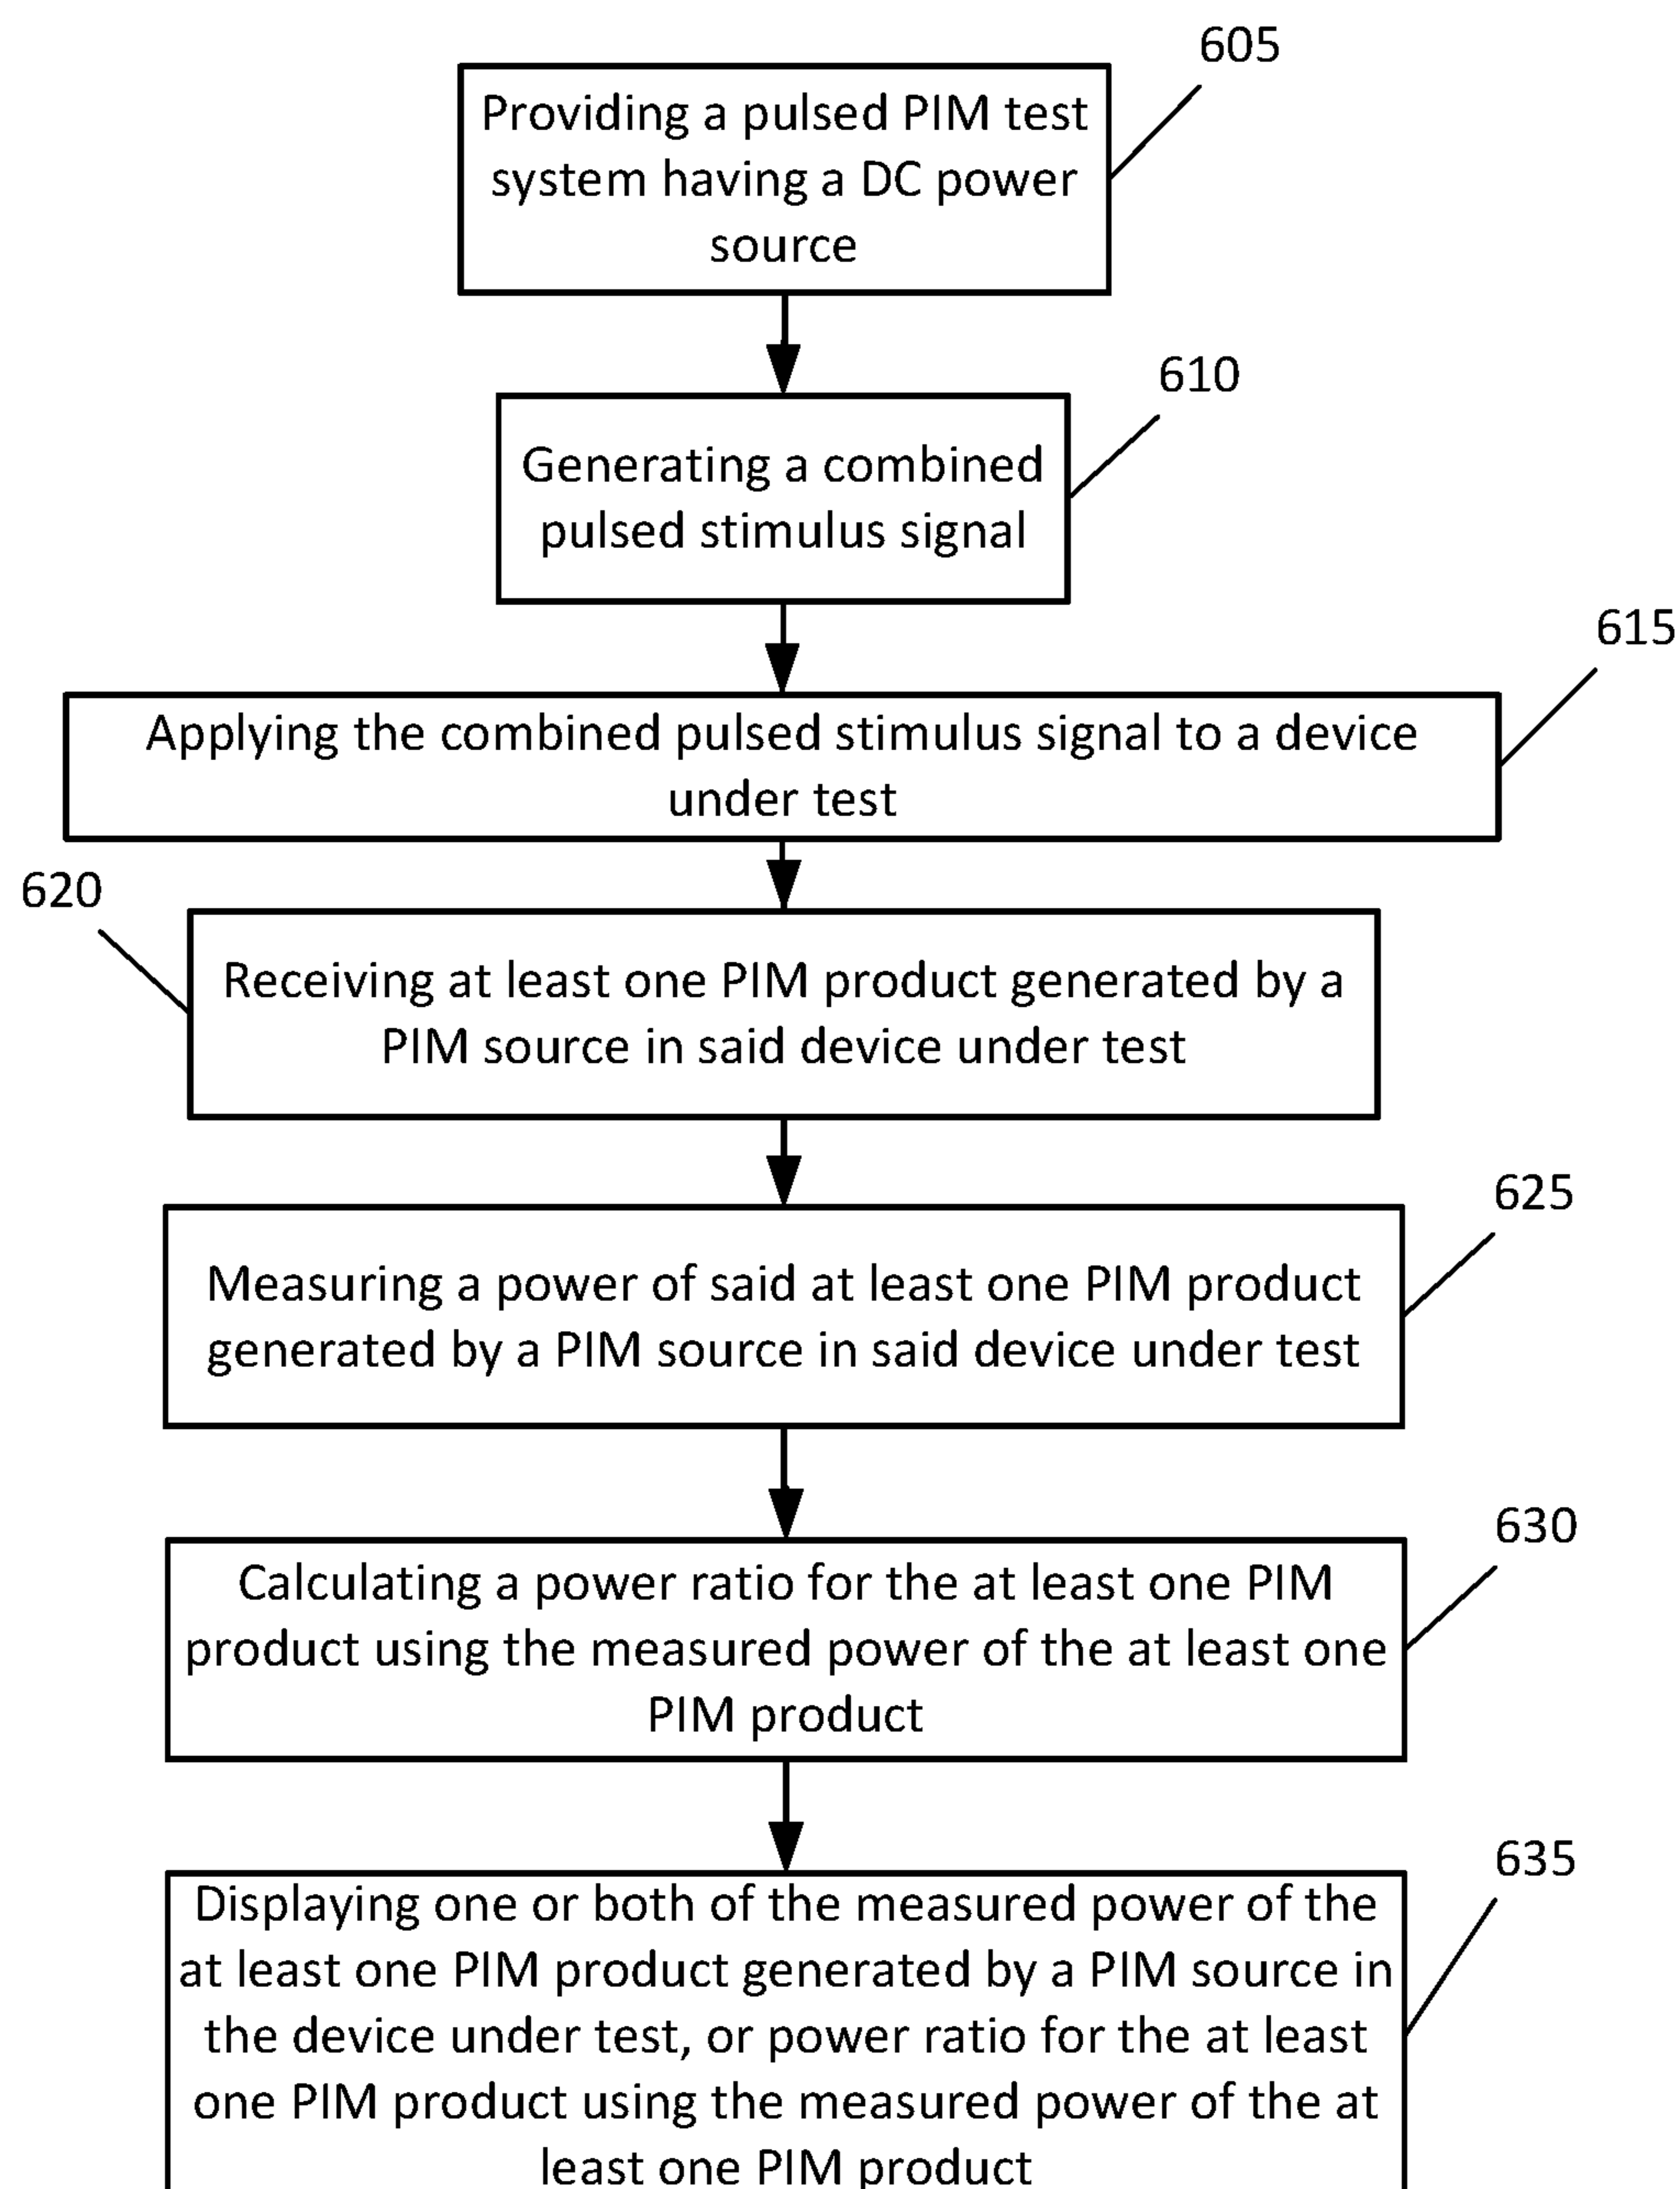 605
Providing a pulsed PIM test
system having a DC power
source
610
Generating a combined
pulsed stimulus signal
615
Applying the combined pulsed stimulus signal to a device
under test
620
Receiving at least one PIM product generated by a
PIM source in said device under test
625
Measuring a power of said at least one PIM product
generated by a PIM source in said device under test
630
Calculating a power ratio for the at least one PIM
product using the measured power of the at least one
PIM product
635
Displaying one or both of the measured power of the
at least one PIM product generated by a PIM source in
the device under test, or power ratio for the at least
one PIM product using the measured power of the at
least one PIM product